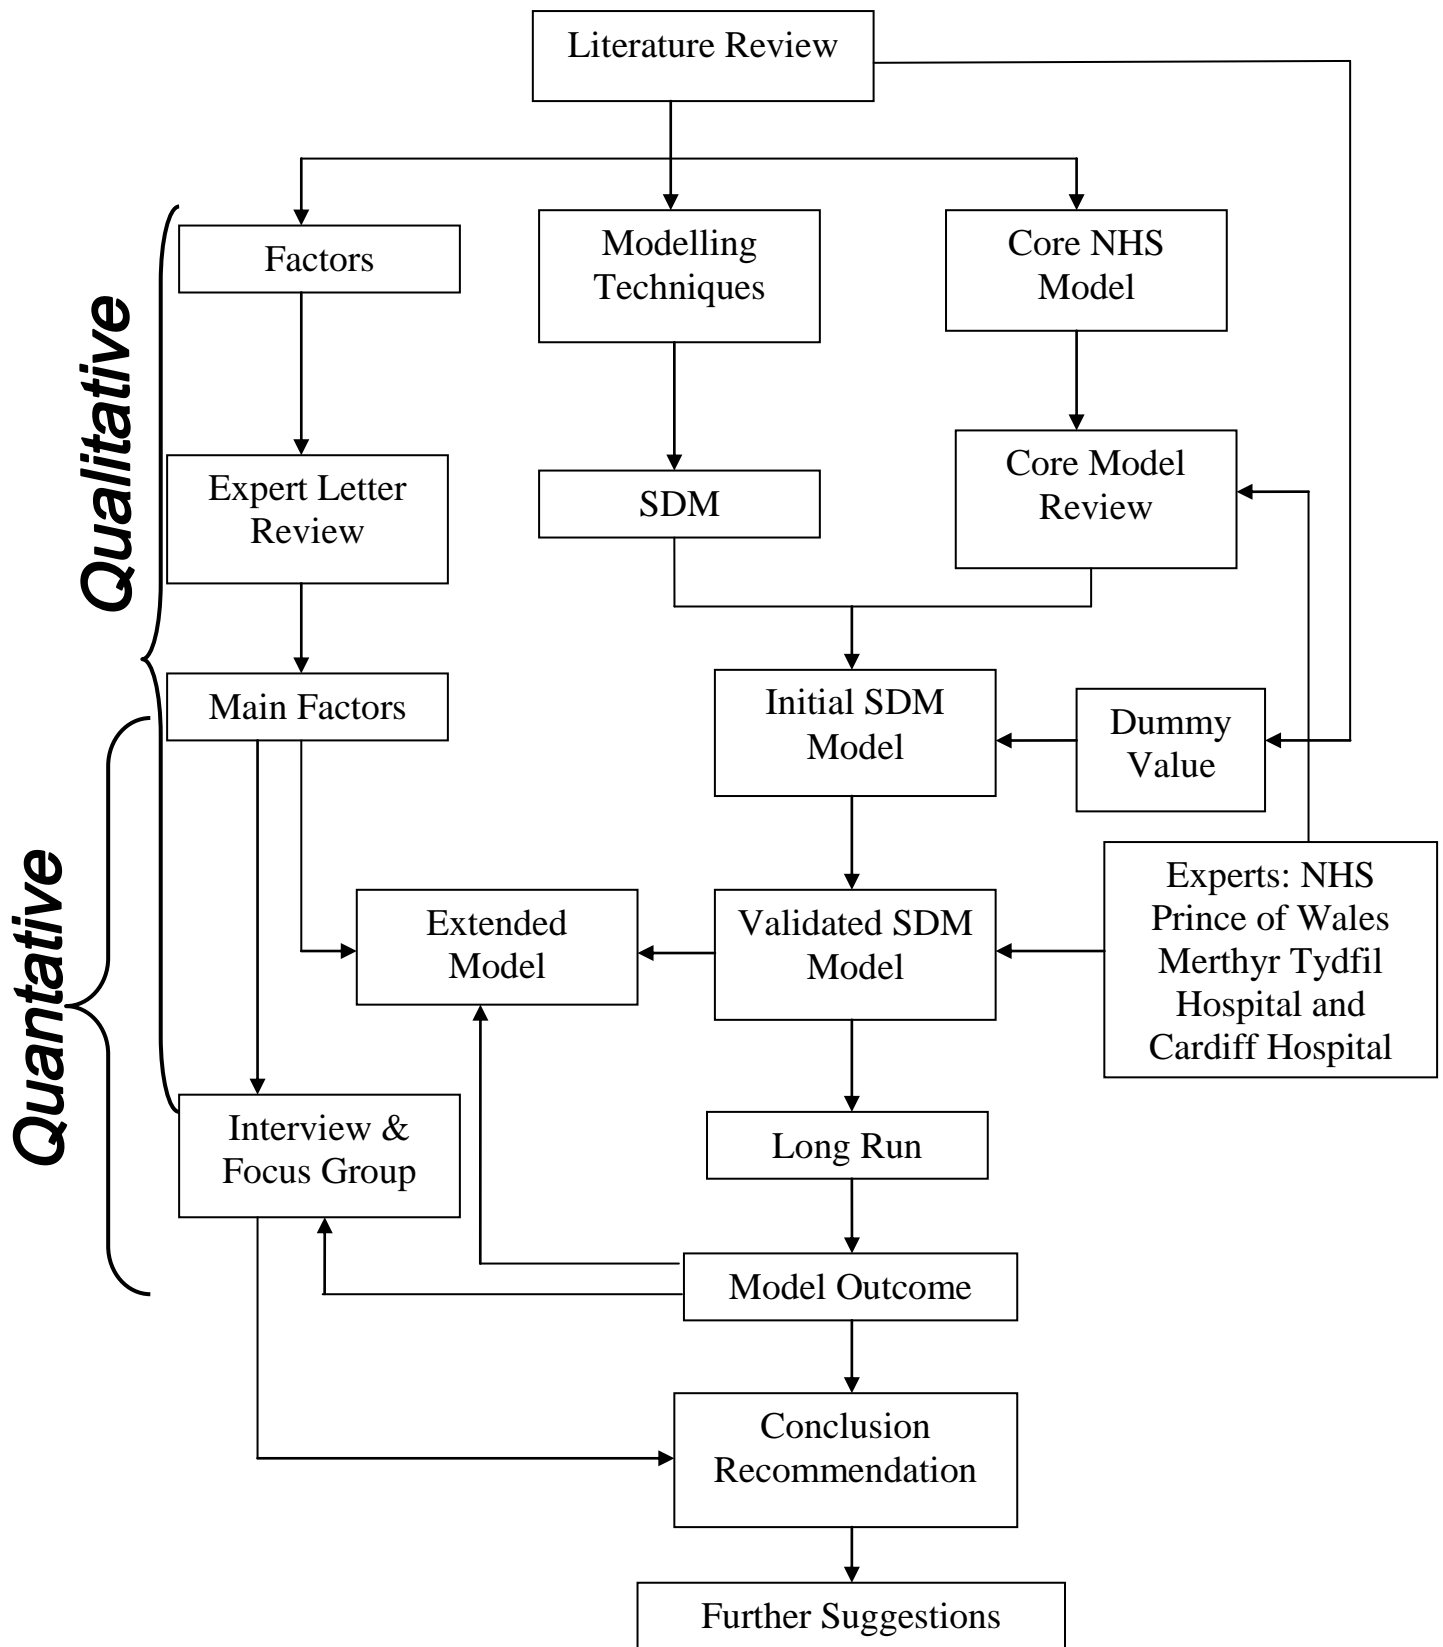 Literature Review
Factors
Modelling
Techniques
Core NHS
Model
Qualitative
Expert Letter
Review
SDM
Core Model
Review
Main Factors
Initial SDM
Model
Dummy
Value
Quantative
Extended
Model
Validated SDM
Model
Experts: NHS
Prince of Wales
Merthyr Tydfil
Hospital and
Cardiff Hospital
Interview &
Focus Group
Long Run
Model Outcome
Conclusion
Recommendation
Further Suggestions